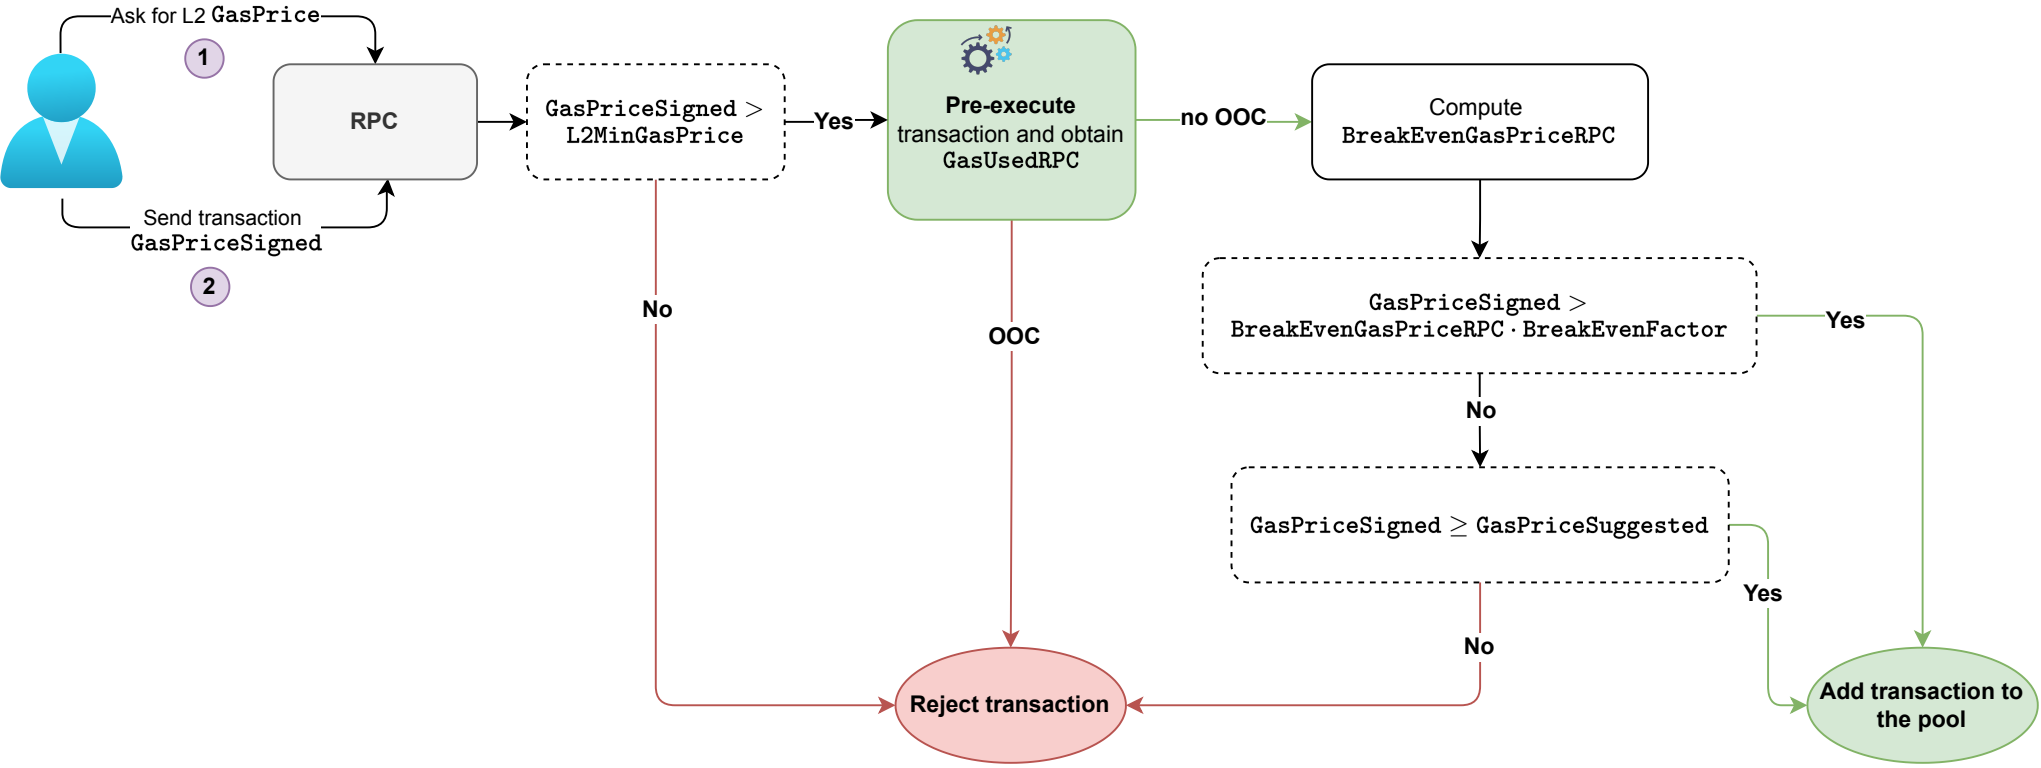 Ask for L2 GasPrice
1
RPC
Send transaction
GasPriceSigned
2
GasPriceSigned >
L2MinGasPrice
Yes
No
Pre-execute
transaction and obtain
GasUsedRPC
no OOC
OOC
Compute
BreakEvenGasPriceRPC
GasPriceSigned >
BreakEvenGasPriceRPC · BreakEvenFactor
Yes
No
GasPriceSigned ≥ GasPriceSuggested
Yes
No
Reject transaction
Add transaction to
the pool